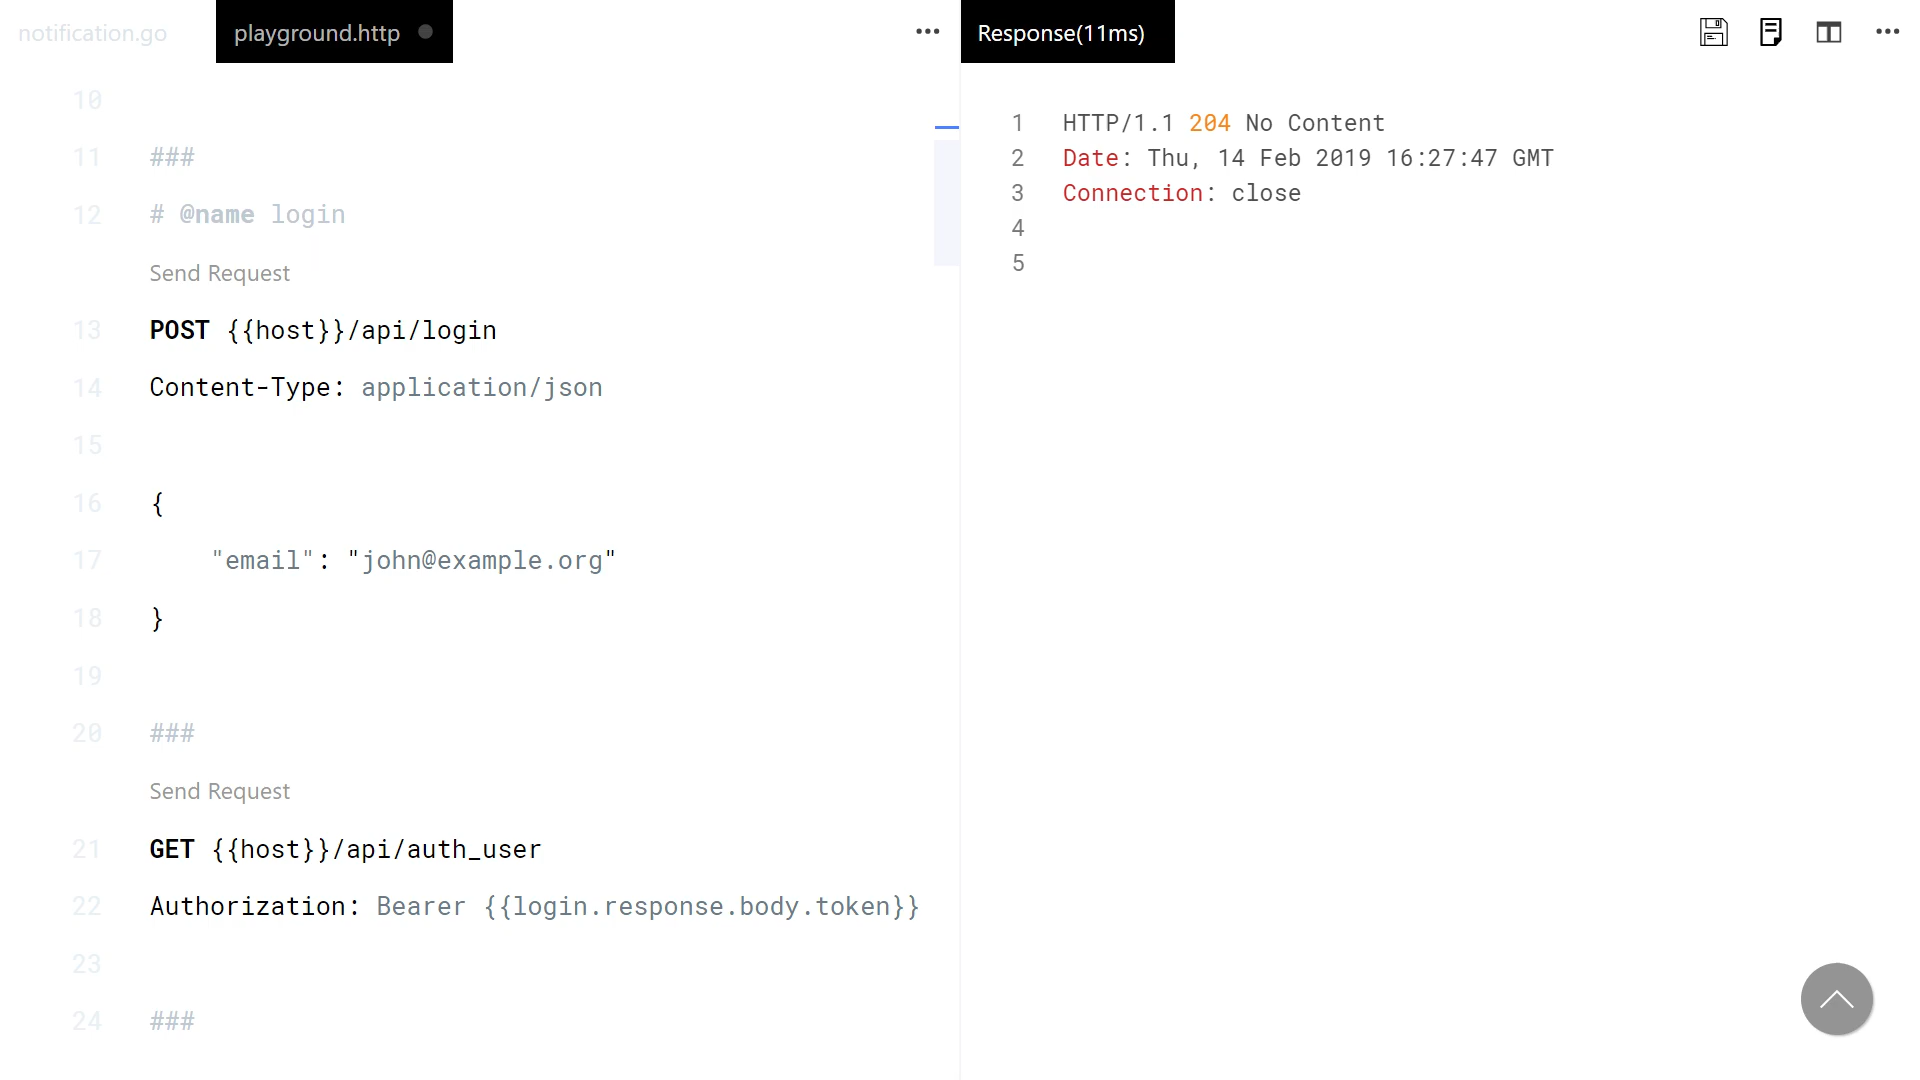 notification.go
playground.http
10
11 ###
12 # @name login
Send Request
13 POST {{host}}/api/login
14 Content-Type: application/json
15
16 {
17 "email": "john@example.org"
18 }
19
20 ###
Send Request
21 GET {{host}}/api/auth_user
22 Authorization: Bearer {{login.response.body.token}}
23
24 ###
Response(11ms)
1 HTTP/1.1 204 No Content
2 Date: Thu, 14 Feb 2019 16:27:47 GMT
3 Connection: close
4
5